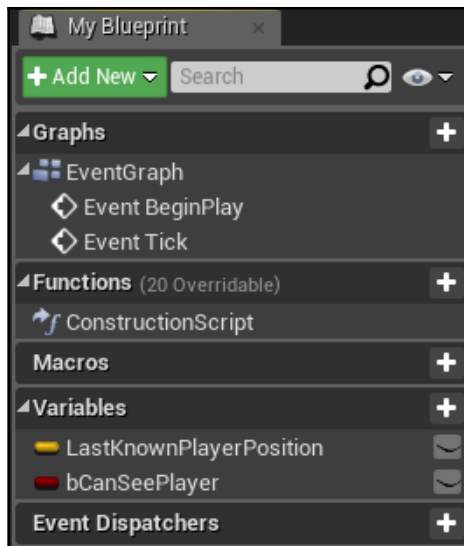 My Blueprint
Add New Search
Graphs
EventGraph
Event BeginPlay
Event Tick
Functions (20 Overridable)
ConstructionScript
Macros
Variables
LastKnownPlayerPosition
bCanSeePlayer
Event Dispatchers